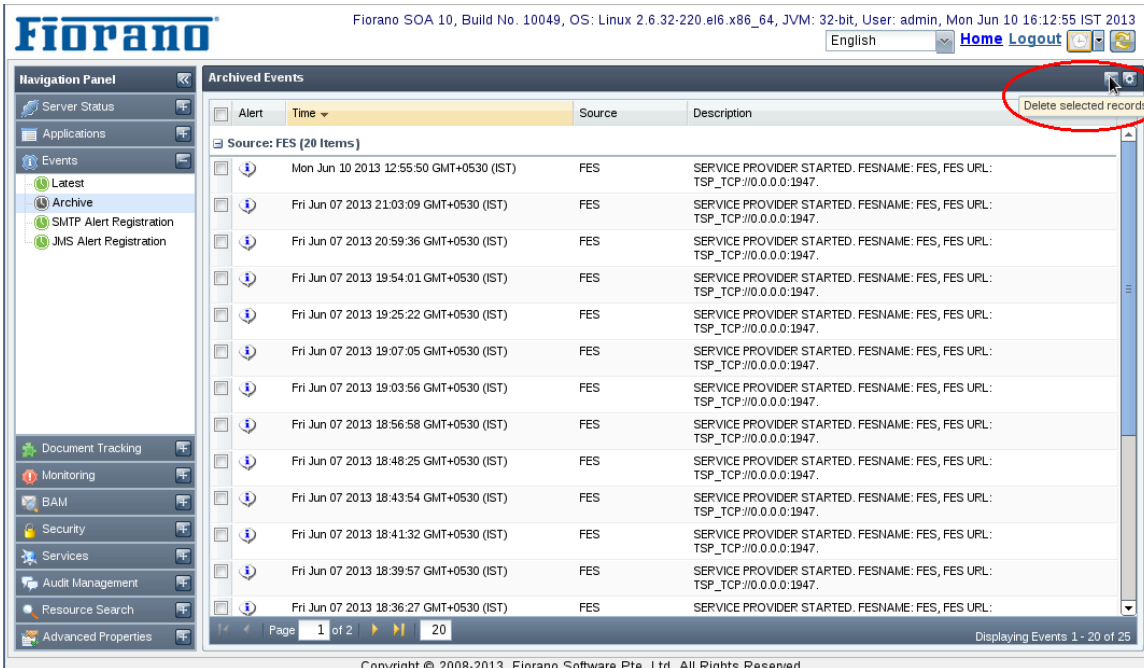 Fiorano
Fiorano SOA 10, Build No. 10049, OS: Linux 2.6.32-220.el6.x86_64, JVM: 32-bit, User: admin, Mon Jun 10 16:12:55 IST 2013
English Home Logout
Navigation Panel
Server Status
Applications
Events
Latest
Archive
SMTP Alert Registration
JMS Alert Registration
Document Tracking
Monitoring
BAM
Security
Services
Audit Management
Resource Search
Advanced Properties
Archived Events
Delete selected records
Alert Time Source Description
Source: FES (20 Items)
Mon Jun 10 2013 12:55:50 GMT+0530 (IST) FES SERVICE PROVIDER STARTED. FESNAME: FES, FES URL:
TSP_TCP://0.0.0.0:1947.
Fri Jun 07 2013 21:03:09 GMT+0530 (IST) FES SERVICE PROVIDER STARTED. FESNAME: FES, FES URL:
TSP_TCP://0.0.0.0:1947.
Fri Jun 07 2013 20:59:36 GMT+0530 (IST) FES SERVICE PROVIDER STARTED. FESNAME: FES, FES URL:
TSP_TCP://0.0.0.0:1947.
Fri Jun 07 2013 19:54:01 GMT+0530 (IST) FES SERVICE PROVIDER STARTED. FESNAME: FES, FES URL:
TSP_TCP://0.0.0.0:1947.
Fri Jun 07 2013 19:25:22 GMT+0530 (IST) FES SERVICE PROVIDER STARTED. FESNAME: FES, FES URL:
TSP_TCP://0.0.0.0:1947.
Fri Jun 07 2013 19:07:05 GMT+0530 (IST) FES SERVICE PROVIDER STARTED. FESNAME: FES, FES URL:
TSP_TCP://0.0.0.0:1947.
Fri Jun 07 2013 19:03:56 GMT+0530 (IST) FES SERVICE PROVIDER STARTED. FESNAME: FES, FES URL:
TSP_TCP://0.0.0.0:1947.
Fri Jun 07 2013 18:56:58 GMT+0530 (IST) FES SERVICE PROVIDER STARTED. FESNAME: FES, FES URL:
TSP_TCP://0.0.0.0:1947.
Fri Jun 07 2013 18:48:25 GMT+0530 (IST) FES SERVICE PROVIDER STARTED. FESNAME: FES, FES URL:
TSP_TCP://0.0.0.0:1947.
Fri Jun 07 2013 18:43:54 GMT+0530 (IST) FES SERVICE PROVIDER STARTED. FESNAME: FES, FES URL:
TSP_TCP://0.0.0.0:1947.
Fri Jun 07 2013 18:41:32 GMT+0530 (IST) FES SERVICE PROVIDER STARTED. FESNAME: FES, FES URL:
TSP_TCP://0.0.0.0:1947.
Fri Jun 07 2013 18:39:57 GMT+0530 (IST) FES SERVICE PROVIDER STARTED. FESNAME: FES, FES URL:
TSP_TCP://0.0.0.0:1947.
Fri Jun 07 2013 18:36:27 GMT+0530 (IST) FES SERVICE PROVIDER STARTED. FESNAME: FES, FES URL:
Page 1 of 2 20 Displaying Events 1 - 20 of 25
Copyright © 2008-2013, Fiorano Software Pte. Ltd. All Rights Reserved